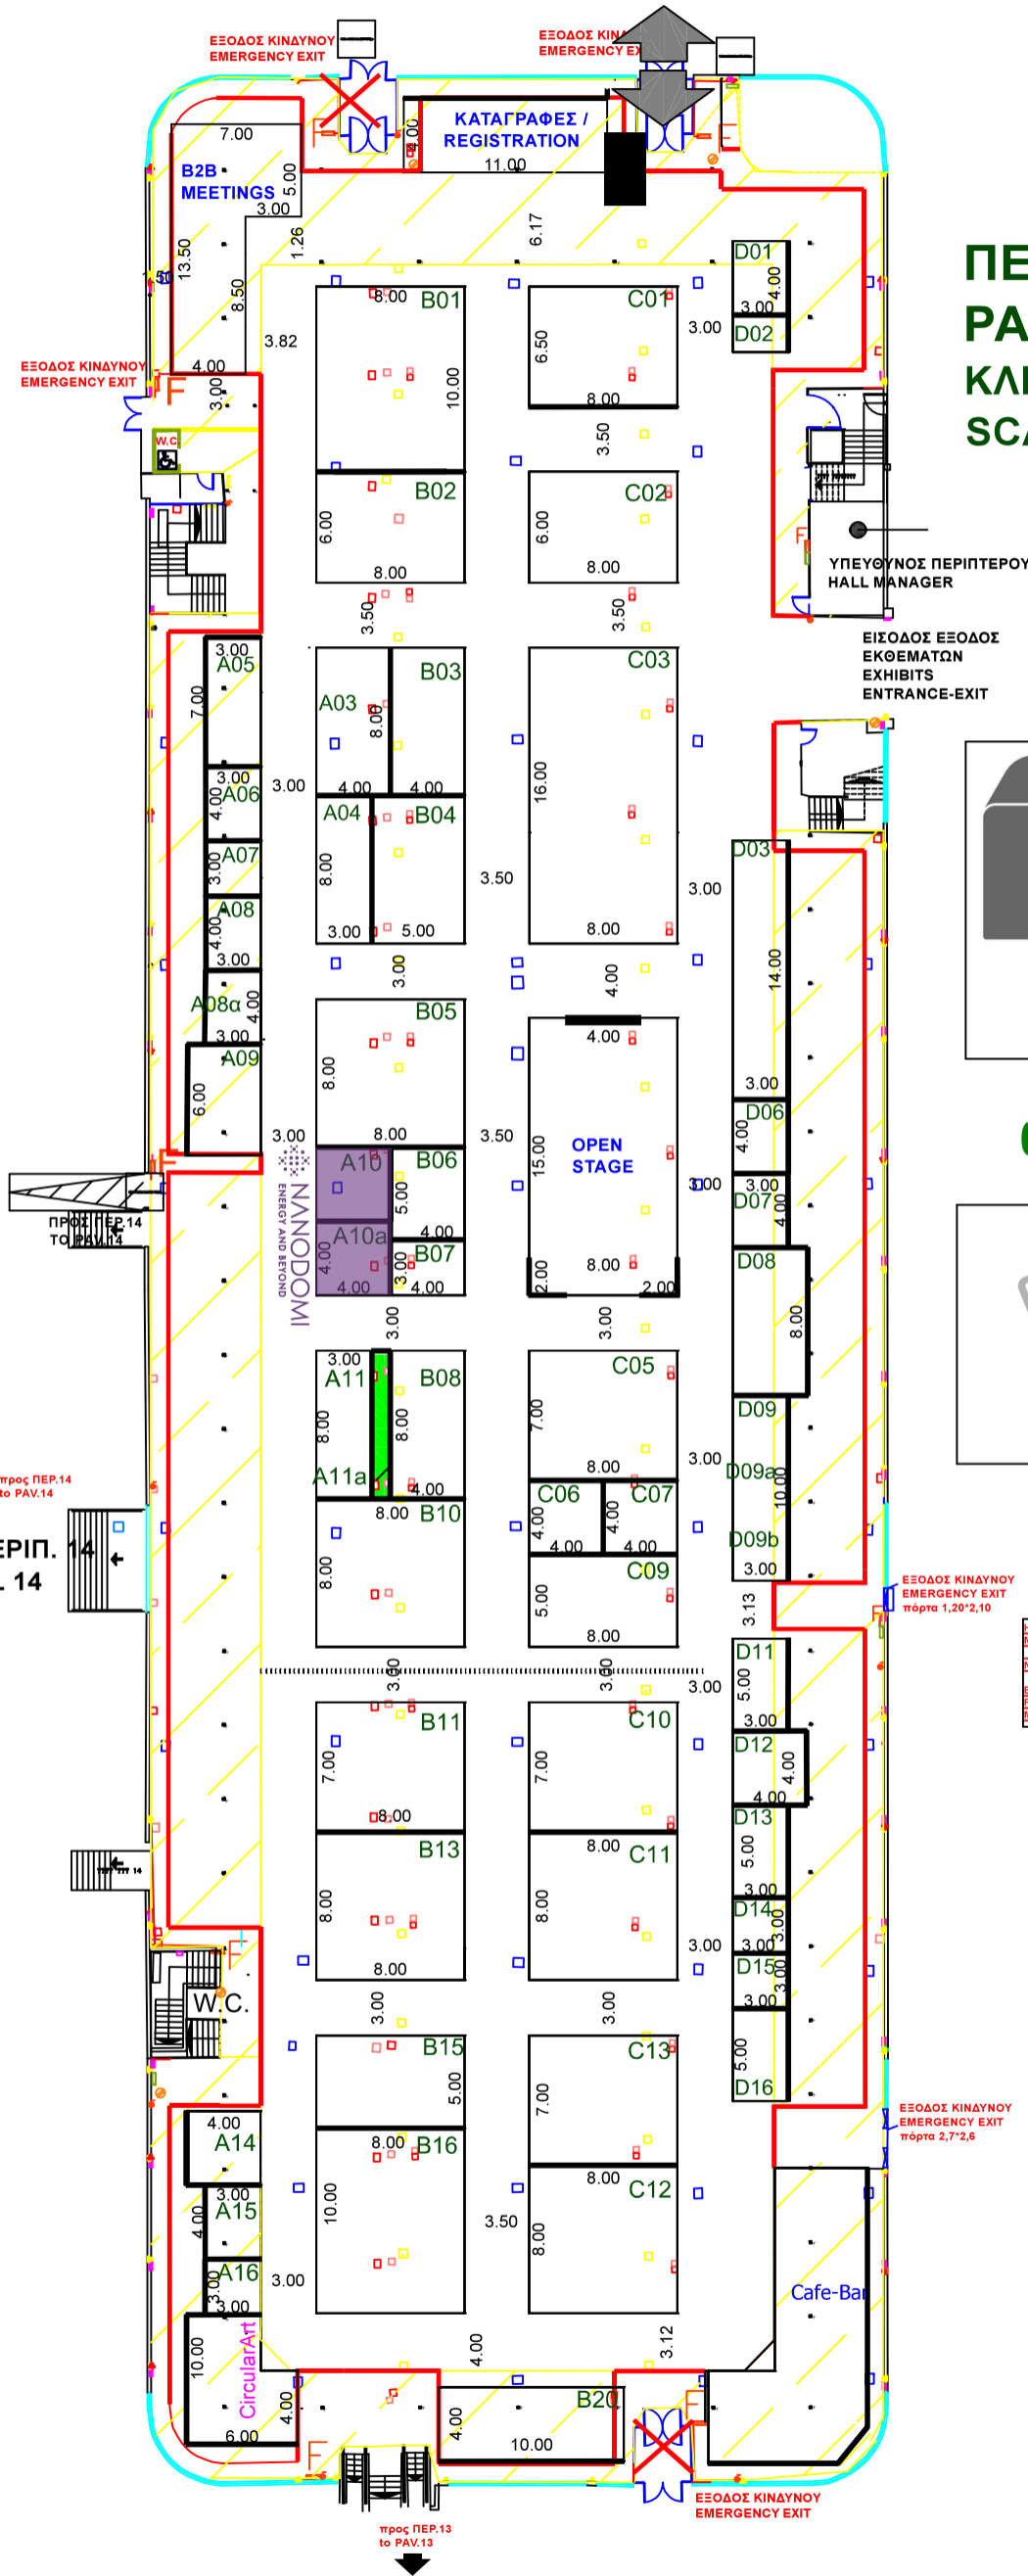 ΕΞΟΔΟΣ ΚΙΝΔΥΝΟΥ
EMERGENCY EXIT
ΕΞΟΔΟΣ ΚΙΝ
EMERGENCY EX
ΚΑΤΑΓΡΑΦΕΣ /
REGISTRATION
4.00
11.00
F
F
7.00
B2B
MEETINGS
5.00
3.00
1.26
13.50
8.50
4.00
3.00
3.82
6.17
D01
4.00
3.00
D02
3.00
ΠΕ
PA
ΚΛΙ
SCA
ΕΞΟΔΟΣ ΚΙΝΔΥΝΟΥ
EMERGENCY EXIT
F
W.C
8.00
B01
10.00
C01
6.50
8.00
3.50
B02
6.00
8.00
C02
6.00
8.00
3.50
3.50
F
ΥΠΕΥΘΥΝΟΣ ΠΕΡΙΠΤΕΡΟΥ
HALL MANAGER
ΕΙΣΟΔΟΣ ΕΞΟΔΟΣ
ΕΚΘΕΜΑΤΩΝ
EXHIBITS
ENTRANCE-EXIT
3.00
A05
7.00
3.00
A06
4.00
A07
3.00
A08
4.00
3.00
A08α
4.00
3.00
A09
6.00
3.00
3.00
A03
8.00
4.00
B03
4.00
A04
8.00
3.00
B04
5.00
3.00
3.50
C03
16.00
8.00
4.00
3.00
D03
14.00
3.00
D06
4.00
3.00
D07
4.00
D08
8.00
B05
8.00
8.00
3.50
4.00
OPEN
STAGE
15.00
8.00
2.00
2.00
3.00
A10
A10a
4.00
4.00
B06
5.00
4.00
B07
3.00
4.00
NANODOMI
ENERGY AND BEYOND
F
ΠΡΟΣ ΠΕΡ.14
TO PAV.14
3.00
3.00
3.00
A11
8.00
A11a
B08
8.00
4.00
8.00
B10
8.00
C05
7.00
8.00
C06
4.00
4.00
C07
4.00
4.00
C09
5.00
8.00
3.00
D09
D09a
10.00
D09b
3.00
3.13
προς ΠΕΡ.14
to PAV.14
ΕΡΙΠ. 14
L 14
ΕΞΟΔΟΣ ΚΙΝΔΥΝΟΥ
EMERGENCY EXIT
πόρτα 1,20*2,10
F
3.00
3.00
3.00
D11
5.00
3.00
D12
4.00
4.00
D13
5.00
3.00
D14
3.00
3.00
D15
3.00
3.00
5.00
D16
B11
7.00
8.00
B13
8.00
8.00
C10
7.00
8.00
C11
8.00
3.00
3.00
3.00
F
W.C.
B15
5.00
8.00
B16
10.00
C13
7.00
8.00
C12
8.00
3.50
ΕΞΟΔΟΣ ΚΙΝΔΥΝΟΥ
EMERGENCY EXIT
πόρτα 2,7*2,6
4.00
A14
3.00
A15
4.00
A16
3.00
3.00
3.00
10.00
CircularArt
6.00
4.00
Cafe-Bar
4.00
3.12
B20
4.00
10.00
F
F
ΕΞΟΔΟΣ ΚΙΝΔΥΝΟΥ
EMERGENCY EXIT
προς ΠΕΡ.13
to PAV.13